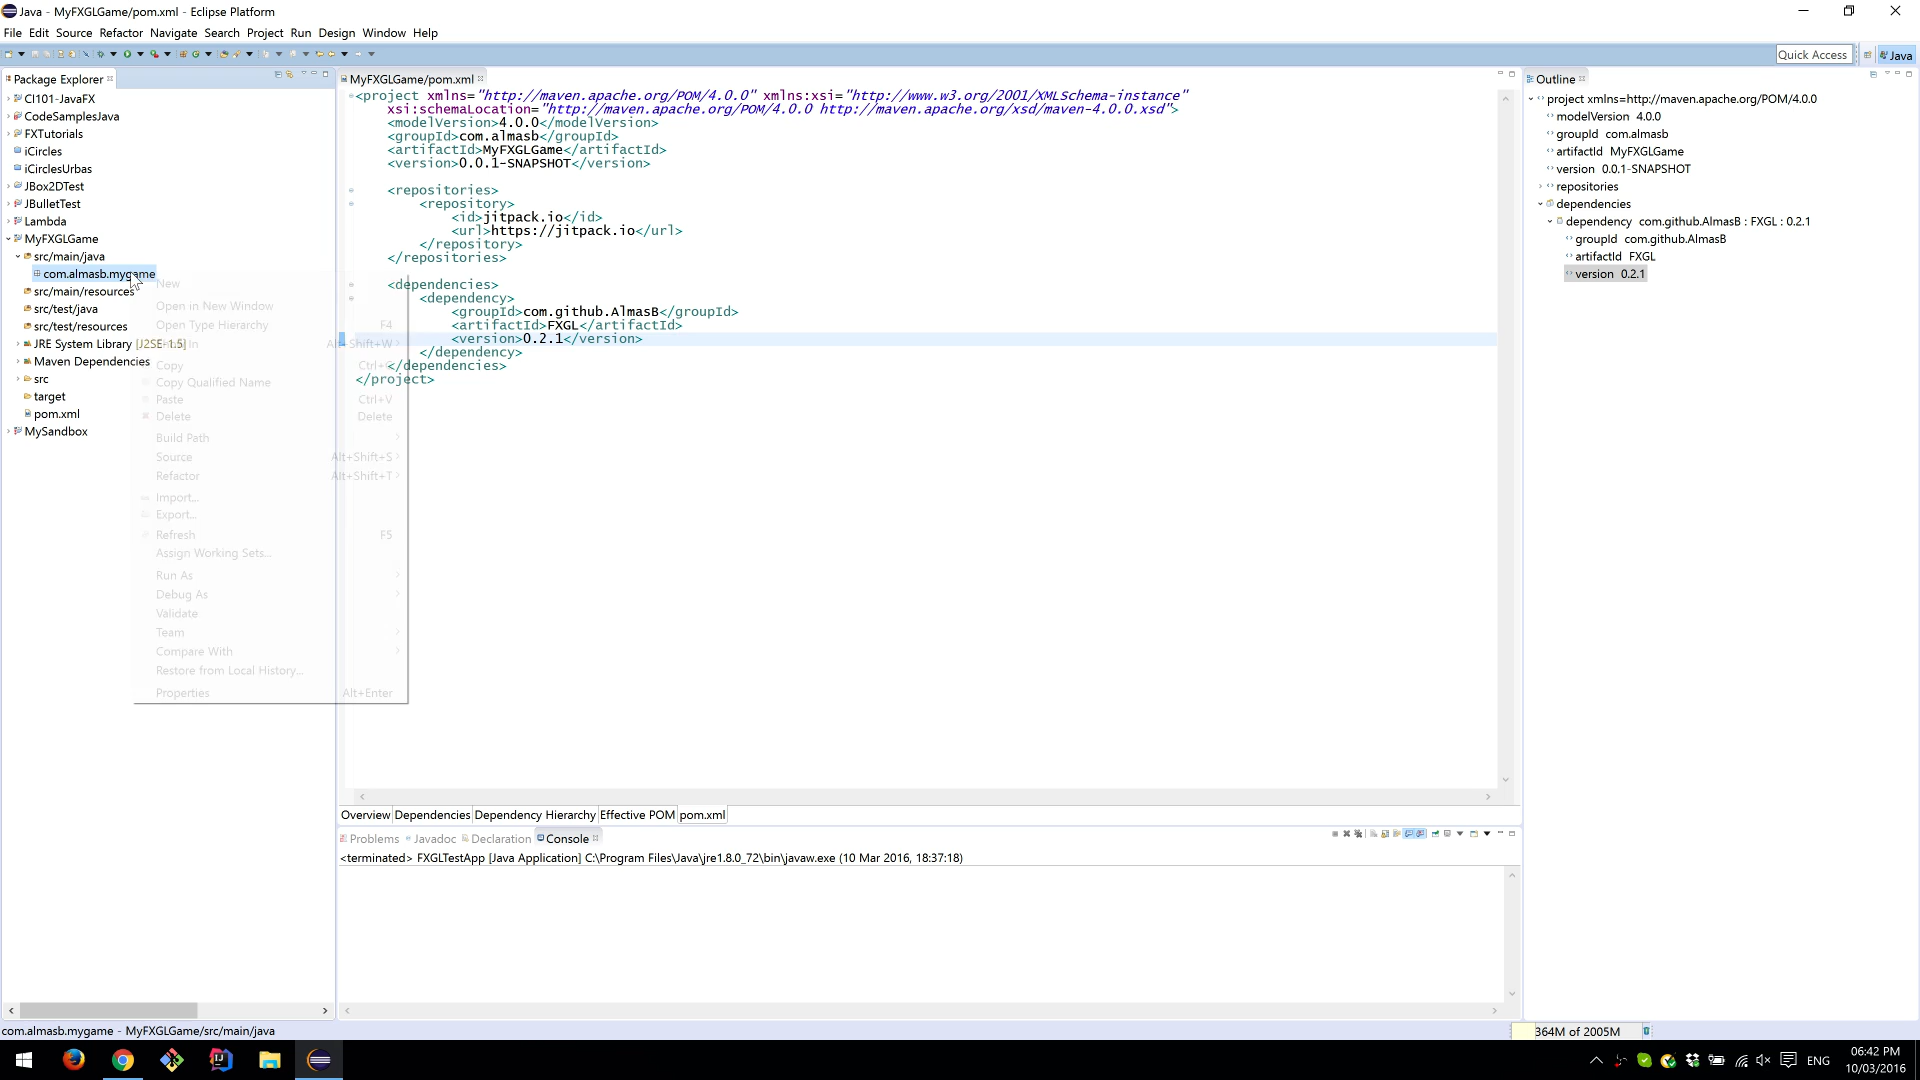 Java - MyFXGLGame/pom.xml - Eclipse Platform
File Edit Source Refactor Navigate Search Project Run Design Window Help
Quick Access
Java
Package Explorer
CI101-JavaFX
CodeSamplesJava
FXTutorials
iCircles
iCirclesUrbas
JBox2DTest
JBulletTest
Lambda
MyFXGLGame
src/main/java
com.almasb.mygame
src/main/resources
src/test/java
src/test/resources
JRE System Library [J2SE-1.5]
Maven Dependencies
src
target
pom.xml
MySandbox
New
Open in New Window
Open Type Hierarchy F4
In Alt+Shift+W
Copy Ctrl+C
Copy Qualified Name
Paste Ctrl+V
Delete Delete
Build Path
Source Alt+Shift+S
Refactor Alt+Shift+T
Import...
Export...
Refresh F5
Assign Working Sets...
Run As
Debug As
Validate
Team
Compare With
Restore from Local History...
Properties Alt+Enter
MyFXGLGame/pom.xml
<project xmlns="http://maven.apache.org/POM/4.0.0" xmlns:xsi="http://www.w3.org/2001/XMLSchema-instance"
xsi:schemaLocation="http://maven.apache.org/POM/4.0.0 http://maven.apache.org/xsd/maven-4.0.0.xsd">
<modelVersion>4.0.0</modelVersion>
<groupId>com.almasb</groupId>
<artifactId>MyFXGLGame</artifactId>
<version>0.0.1-SNAPSHOT</version>
<repositories>
<repository>
<id>jitpack.io</id>
<url>https://jitpack.io</url>
</repository>
</repositories>
<dependencies>
<dependency>
<groupId>com.github.AlmasB</groupId>
<artifactId>FXGL</artifactId>
<version>0.2.1</version>
</dependency>
</dependencies>
</project>
Overview Dependencies Dependency Hierarchy Effective POM pom.xml
Problems Javadoc Declaration Console
<terminated> FXGLTestApp [Java Application] C:\Program Files\Java\jre1.8.0_72\bin\javaw.exe (10 Mar 2016, 18:37:18)
Outline
project xmlns=http://maven.apache.org/POM/4.0.0
modelVersion 4.0.0
groupId com.almasb
artifactId MyFXGLGame
version 0.0.1-SNAPSHOT
repositories
dependencies
dependency com.github.AlmasB : FXGL : 0.2.1
groupId com.github.AlmasB
artifactId FXGL
version 0.2.1
com.almasb.mygame - MyFXGLGame/src/main/java
364M of 2005M
ENG
06:42 PM
10/03/2016